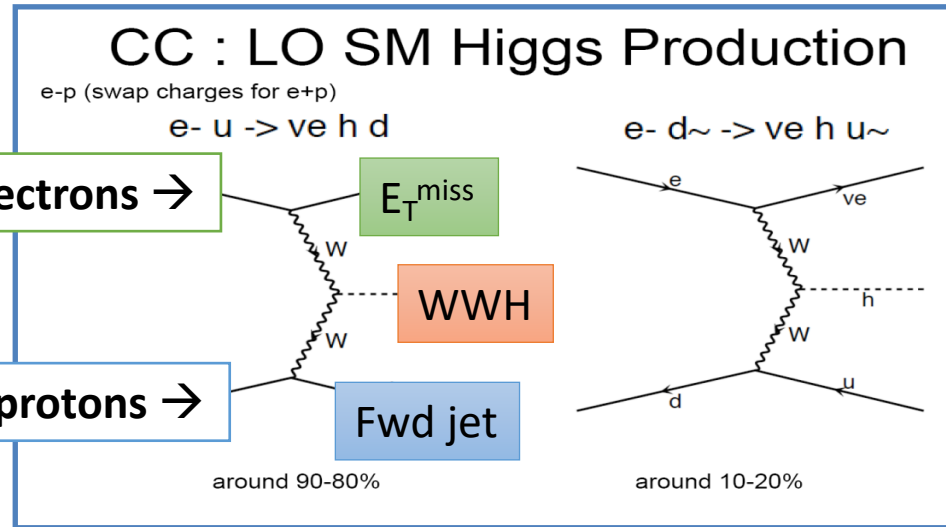 CC : LO SM Higgs Production
e-p (swap charges for e+p)
e- u -> ve h d
e- d~ -> ve h u~
ectrons →
E_T^miss
W
WWH
W
protons →
Fwd jet
around 90-80%
e
ve
W
h
W
d
u
around 10-20%